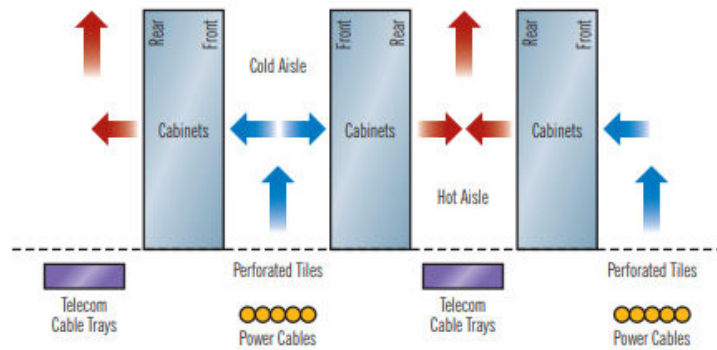 Rear
Front
Cold Aisle
Front
Rear
Rear
Front
Cabinets
Cabinets
Cabinets
Hot Aisle
Perforated Tiles
Perforated Tiles
Telecom
Cable Trays
Telecom
Cable Trays
Power Cables
Power Cables